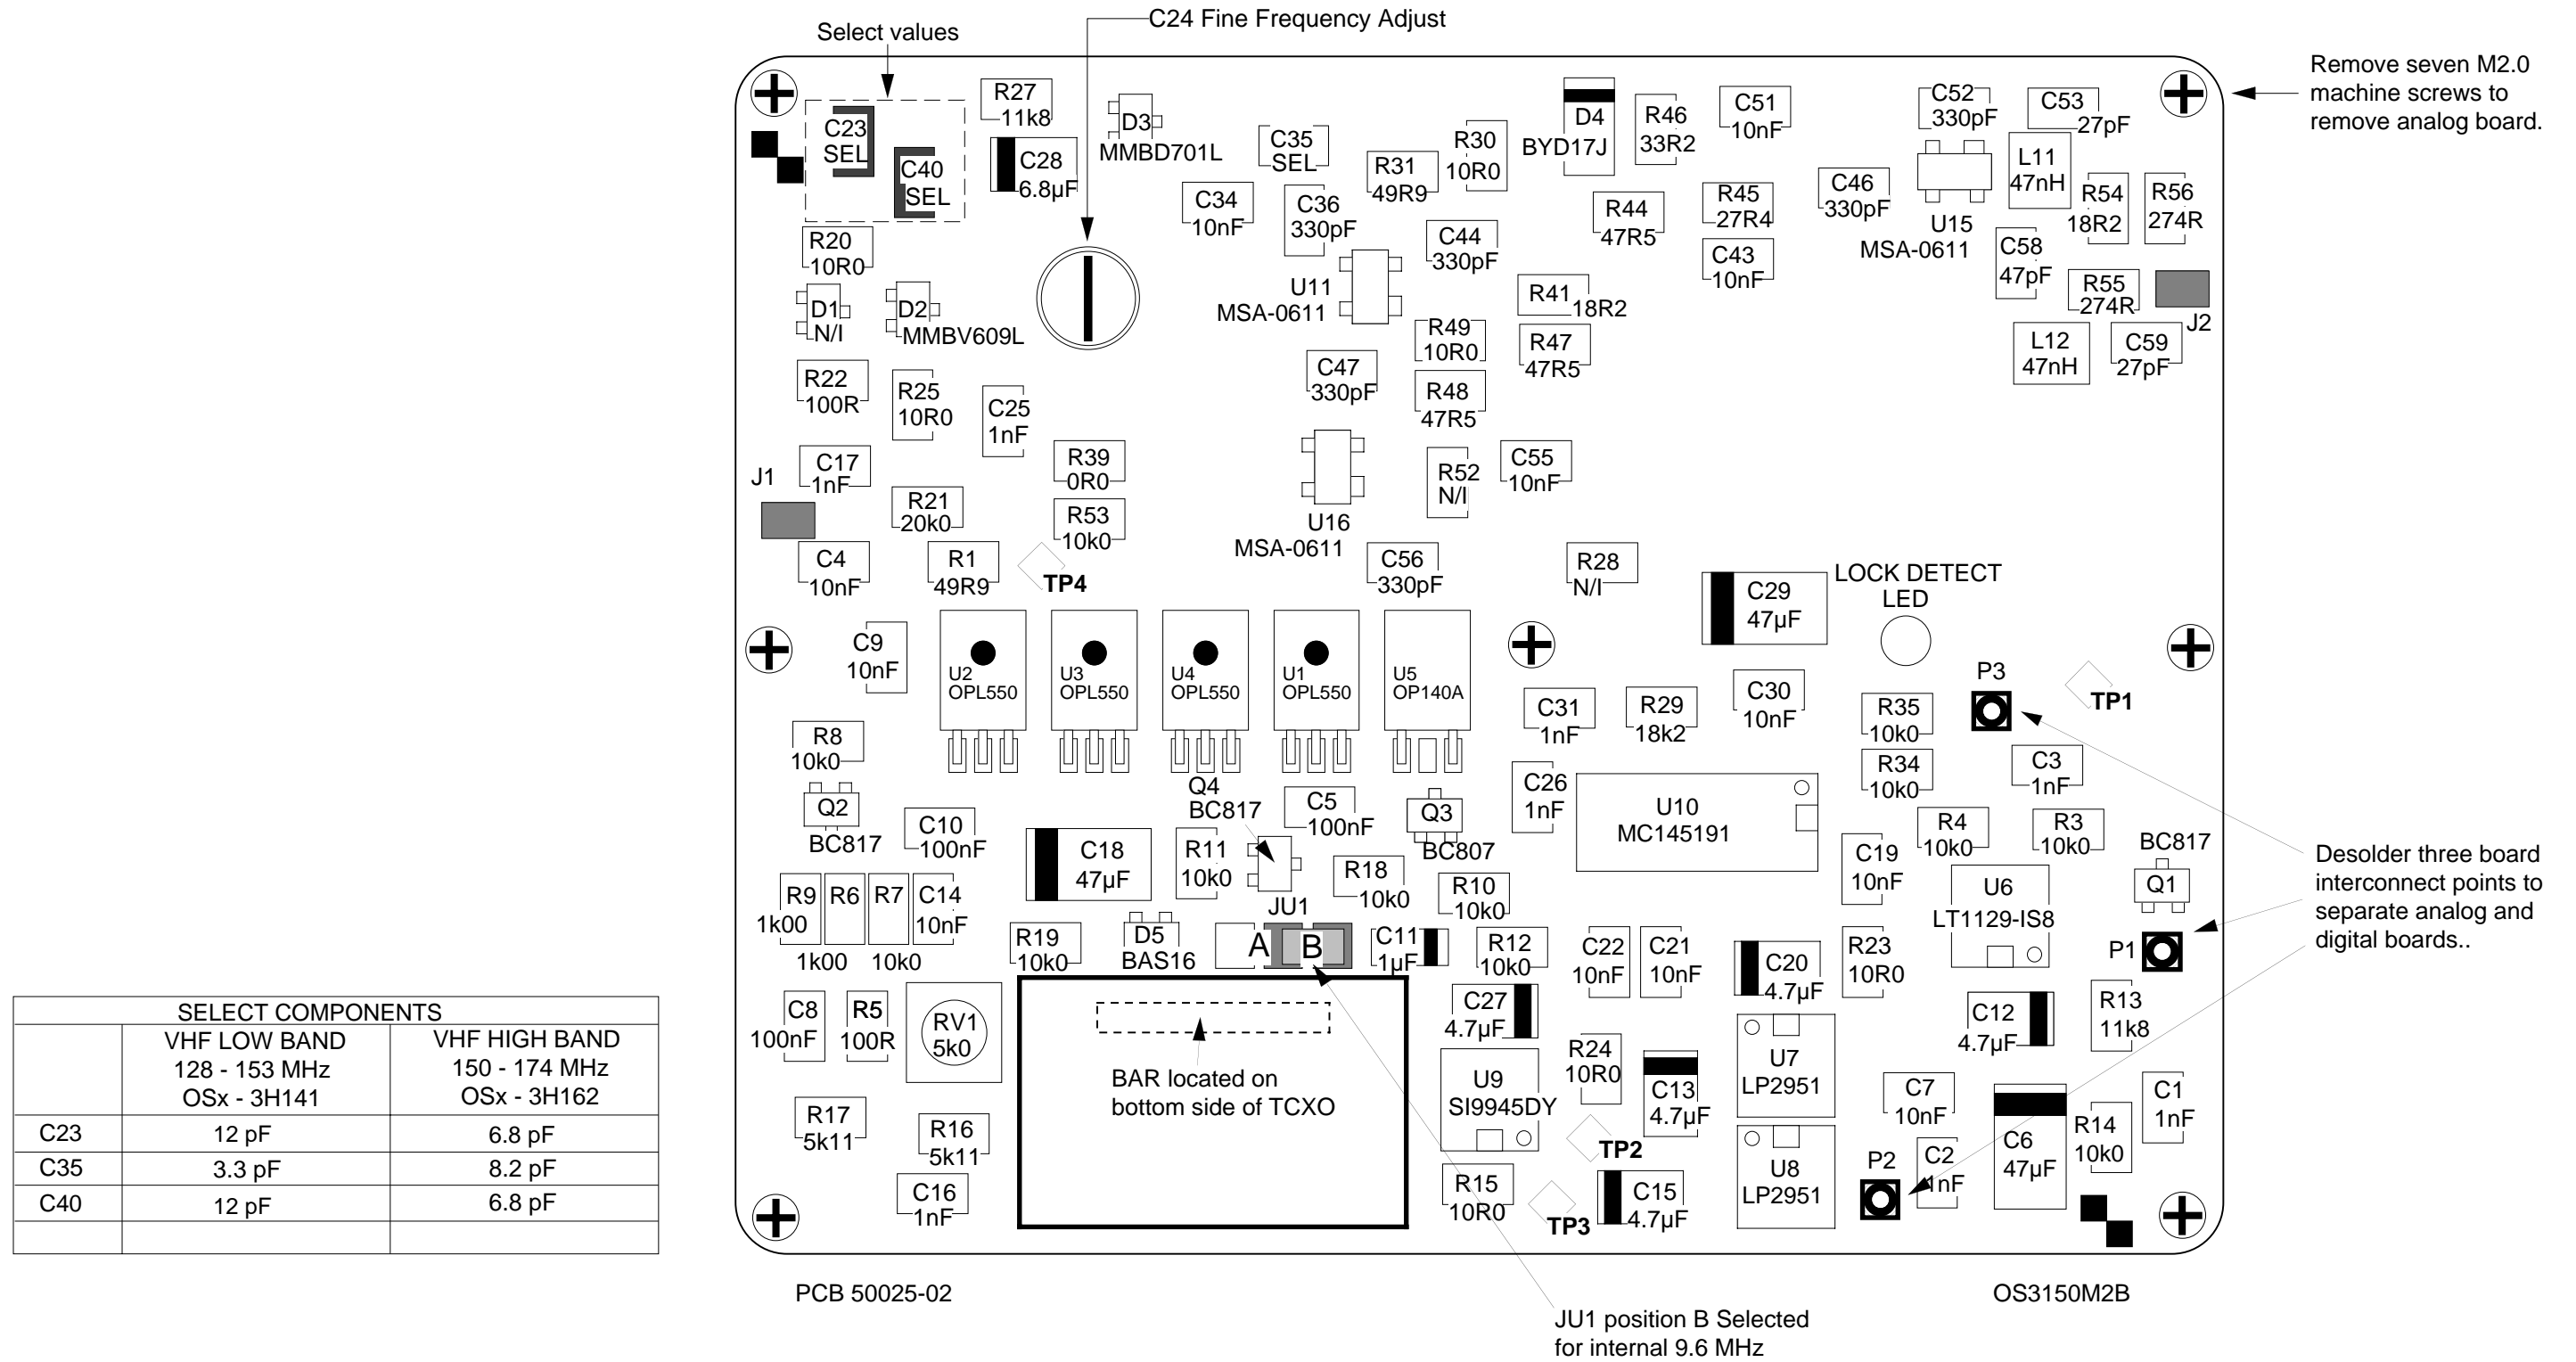 C24 Fine Frequency Adjust
Select values
Remove seven M2.0
machine screws to
remove analog board.
R27
11k8
D3
MMBD701L
C23
SEL
C40
SEL
C28
6.8µF
C35
SEL
R30
10R0
R31
49R9
D4
BYD17J
R46
33R2
C51
10nF
C52
330pF
C53
27pF
L11
47nH
C34
10nF
C36
330pF
C44
330pF
R44
47R5
R45
27R4
C46
330pF
U15
MSA-0611
R54
18R2
R56
274R
R20
10R0
C43
10nF
C58
47pF
R55
274R
J2
D1
N/I
D2
MMBV609L
U11
MSA-0611
R41
18R2
R49
10R0
R47
47R5
L12
47nH
C59
27pF
R22
100R
R25
10R0
C25
1nF
C47
330pF
R48
47R5
J1
C17
1nF
R39
0R0
R52
N/I
C55
10nF
R21
20k0
R53
10k0
U16
MSA-0611
C4
10nF
R1
49R9
TP4
C56
330pF
R28
N/I
LOCK DETECT
LED
C29
47µF
C9
10nF
U2
OPL550
U3
OPL550
U4
OPL550
U1
OPL550
U5
OP140A
P3
TP1
C31
1nF
R29
18k2
C30
10nF
R35
10k0
R8
10k0
R34
10k0
C3
1nF
Q4
BC817
C5
100nF
Q3
BC807
C26
1nF
U10
MC145191
Q2
BC817
C10
100nF
R4
10k0
R3
10k0
BC817
Q1
C18
47µF
R11
10k0
R18
10k0
R10
10k0
C19
10nF
U6
LT1129-IS8
Desolder three board
interconnect points to
separate analog and
digital boards..
R9
1k00
R6
1k00
R7
10k0
C14
10nF
JU1
A
B
R19
10k0
D5
BAS16
C11
1µF
R12
10k0
C22
10nF
C21
10nF
C20
4.7µF
R23
10R0
P1
C8
100nF
R5
100R
RV1
5k0
C27
4.7µF
C12
4.7µF
R13
11k8
BAR located on
bottom side of TCXO
U9
SI9945DY
R24
10R0
C13
4.7µF
U7
LP2951
C7
10nF
C1
1nF
R17
5k11
R16
5k11
TP2
U8
LP2951
P2
C2
1nF
C6
47µF
R14
10k0
C16
1nF
R15
10R0
TP3
C15
4.7µF
SELECT COMPONENTS
VHF LOW BAND VHF HIGH BAND
128 - 153 MHz 150 - 174 MHz
OSx - 3H141 OSx - 3H162
C23 12 pF 6.8 pF
C35 3.3 pF 8.2 pF
C40 12 pF 6.8 pF
PCB 50025-02
OS3150M2B
JU1 position B Selected
for internal 9.6 MHz